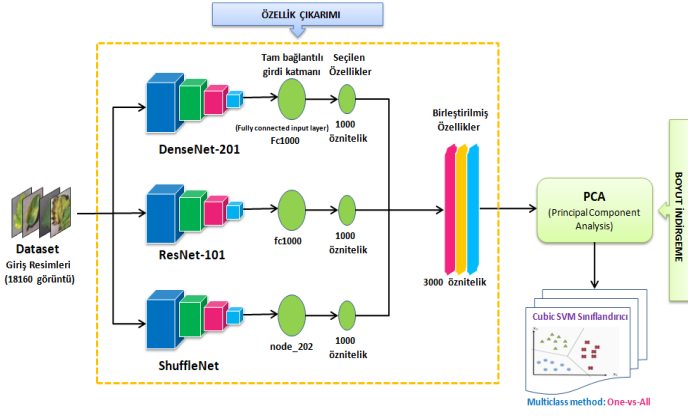 ÖZELLİK ÇIKARIMI
Tam bağlantılı
girdi katmanı
Seçilen
Özellikler
(Fully connected input layer)
Fc1000
1000
öznitelik
DenseNet-201
Birleştirilmiş
Özellikler
Dataset
Giriş Resimleri
(18160 görüntü)
ResNet-101
fc1000
1000
öznitelik
3000 öznitelik
PCA
(Principal Component
Analysis)
BOYUT İNDİRGEME
ShuffleNet
node_202
1000
öznitelik
Cubic SVM Sınıflandırıcı
Multiclass method: One-vs-All